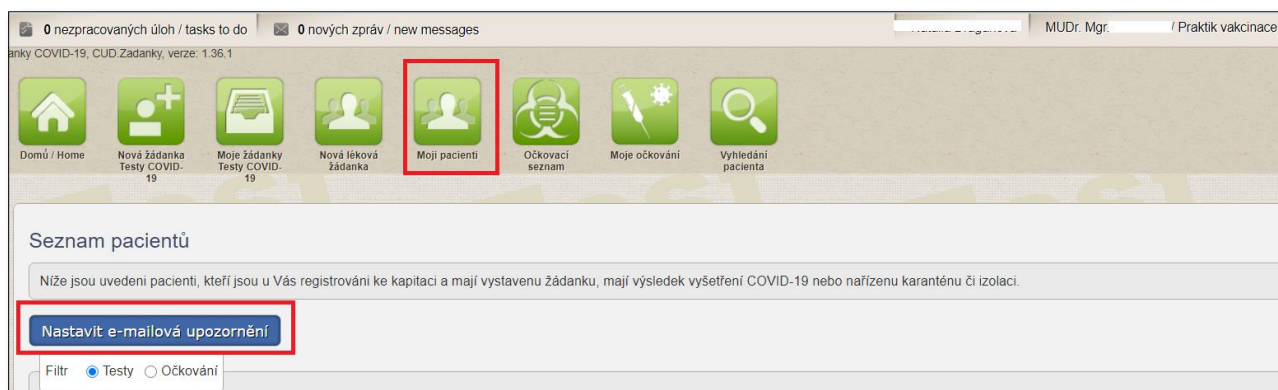 0 nezpracovaných úloh / tasks to do
0 nových zpráv / new messages
MUDr. Mgr.
/ Praktik vakcinace
anky COVID-19, CUD.Zadanky, verze: 1.36.1
Domů / Home
Nová žádanka
Testy COVID-
19
Moje žádanky
Testy COVID-
19
Nová léková
žádanka
Moji pacienti
Očkovací
seznam
Moje očkování
Vyhledání
pacienta
Seznam pacientů
Níže jsou uvedeni pacienti, kteří jsou u Vás registrováni ke kapitaci a mají vystavenu žádanku, mají výsledek vyšetření COVID-19 nebo nařízenu karanténu či izolaci.
Nastavit e-mailová upozornění
Filtr Testy Očkování